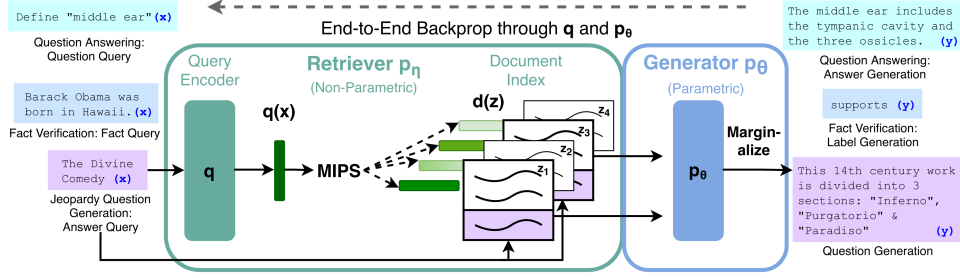 End-to-End Backprop through q and pθ
Define "middle ear" (x)
Question Answering:
Question Query
Barack Obama was
born in Hawaii.(x)
Fact Verification: Fact Query
The Divine
Comedy (x)
Jeopardy Question
Generation:
Answer Query
Query
Encoder
q
q(x)
Retriever pη
(Non-Parametric)
MIPS
Document
Index
d(z)
z4
z3
z2
z1
Generator pθ
(Parametric)
pθ
Margin-
alize
The middle ear includes
the tympanic cavity and
the three ossicles. (y)
Question Answering:
Answer Generation
supports (y)
Fact Verification:
Label Generation
This 14th century work
is divided into 3
sections: "Inferno",
"Purgatorio" &
"Paradiso" (y)
Question Generation